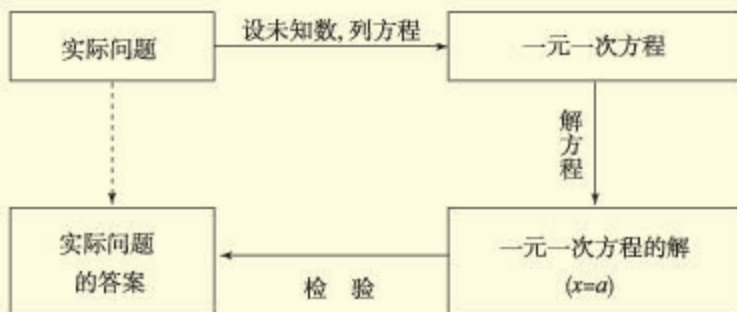 实际问题
设未知数,列方程
一元一次方程
解方程
实际问题
的答案
检 验
一元一次方程的解
(x=a)